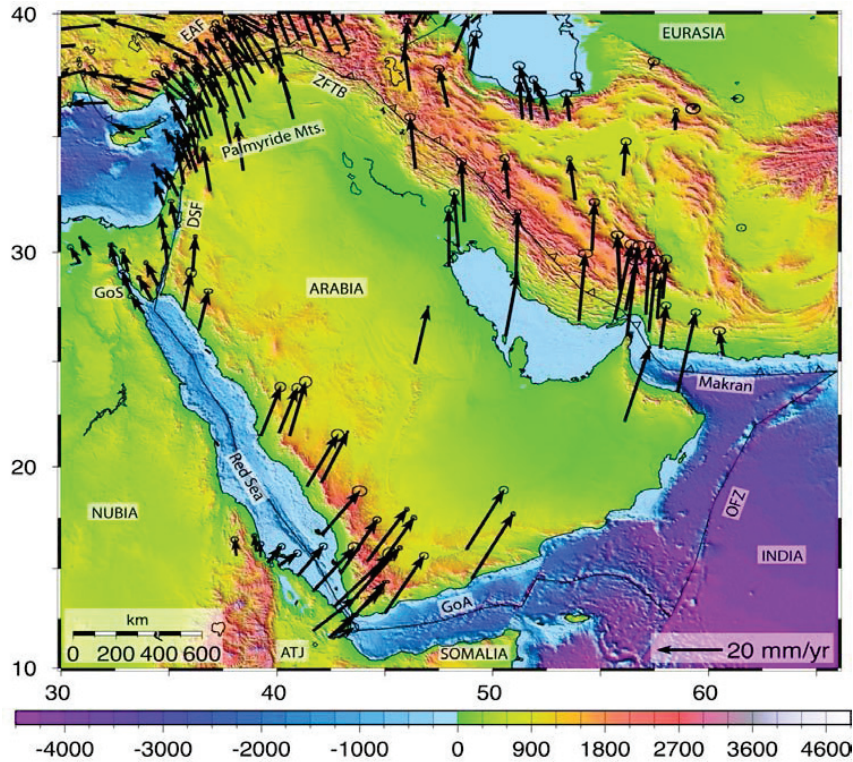 40
EAF
EURASIA
ZFTB
Palmyride Mts.
DSF
30
GoS
ARABIA
Makran
20
Red Sea
OFZ
NUBIA
INDIA
km
0 200 400 600
GoA
20 mm/yr
ATJ
SOMALIA
10
30 40 50 60
-4000 -3000 -2000 -1000 0 900 1800 2700 3600 4600